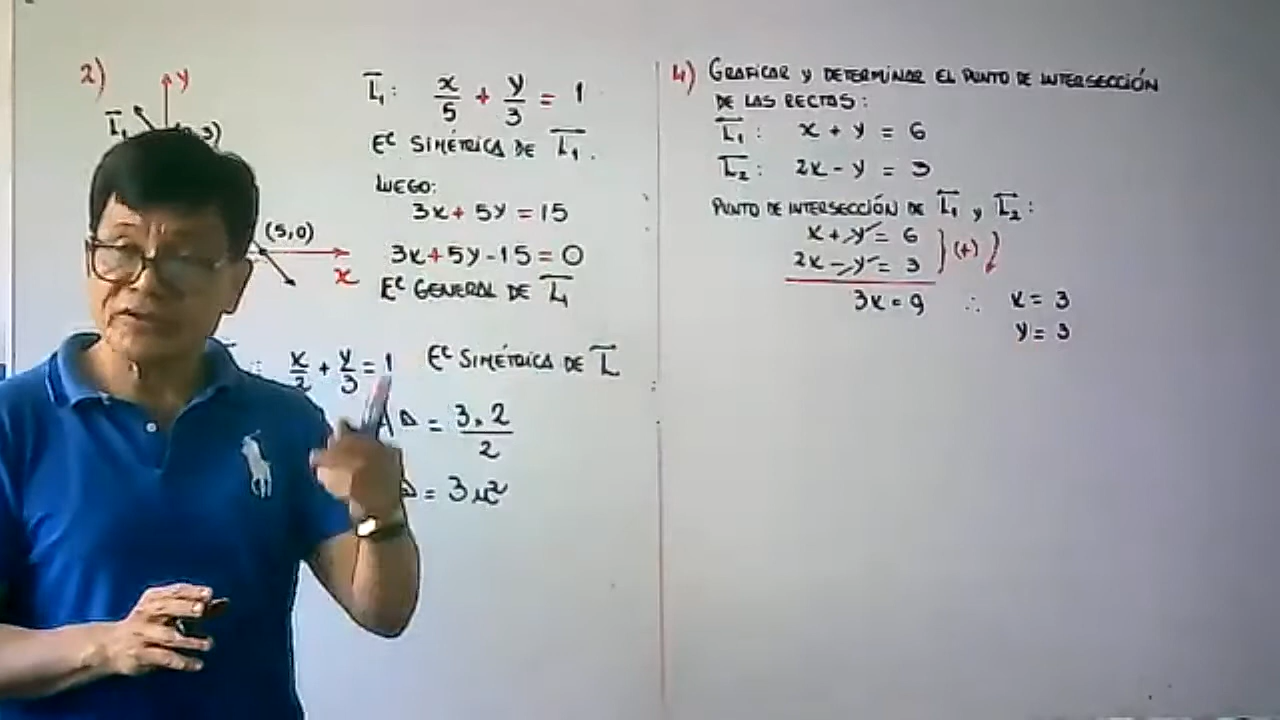 2)
y
L₁
3)
(5,0)
x
L₁: x/5 + y/3 = 1
Eᶜ SIMÉTRICA DE L₁.
LUEGO:
3x + 5y = 15
3x + 5y - 15 = 0
Eᶜ GENERAL DE L₁
: x/2 + y/3 = 1 Eᶜ SIMÉTRICA DE L
A△ = 3.2/2
△ = 3u²
4) GRAFICAR Y DETERMINAR EL PUNTO DE INTERSECCIÓN
DE LAS RECTAS:
L₁: x + y = 6
L₂: 2x - y = 3
PUNTO DE INTERSECCIÓN DE L₁ y L₂:
x + y = 6
2x - y = 3 } (+)
3x = 9 ∴ x = 3
y = 3